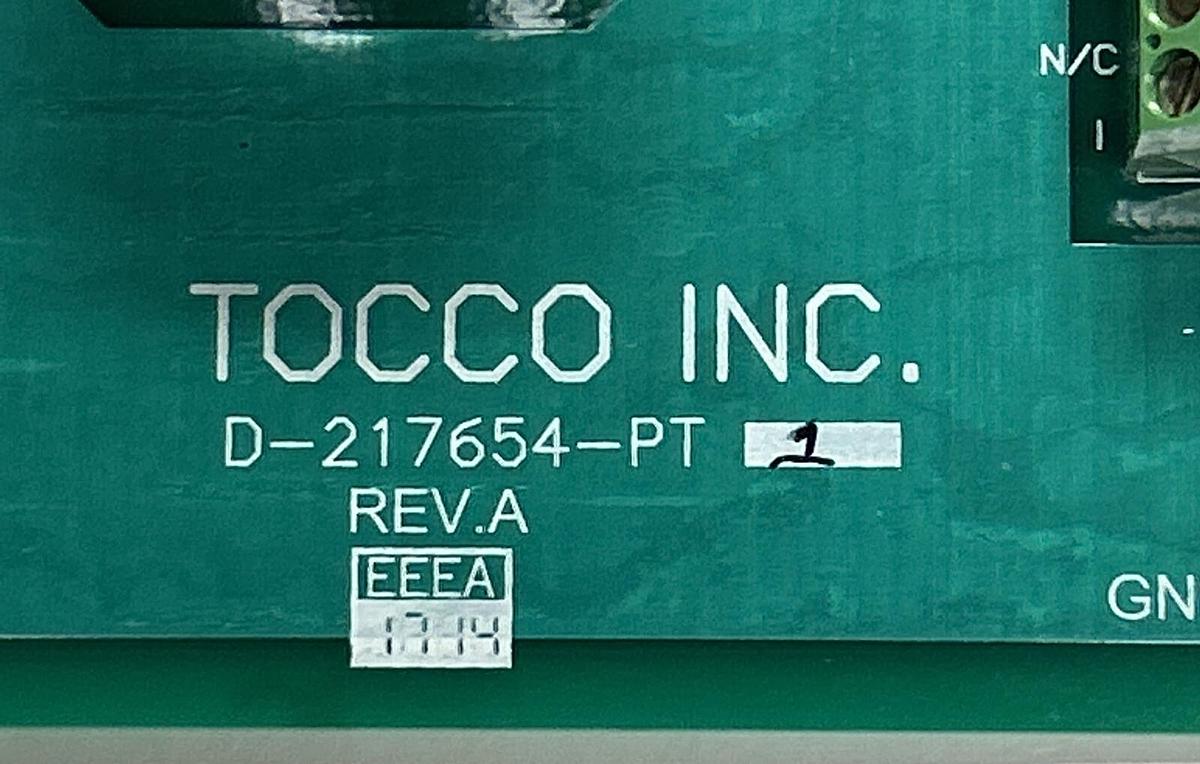 N/C
I
TOCCO INC.
D-217654-PT 1
REV.A
EEEA
1714
GN